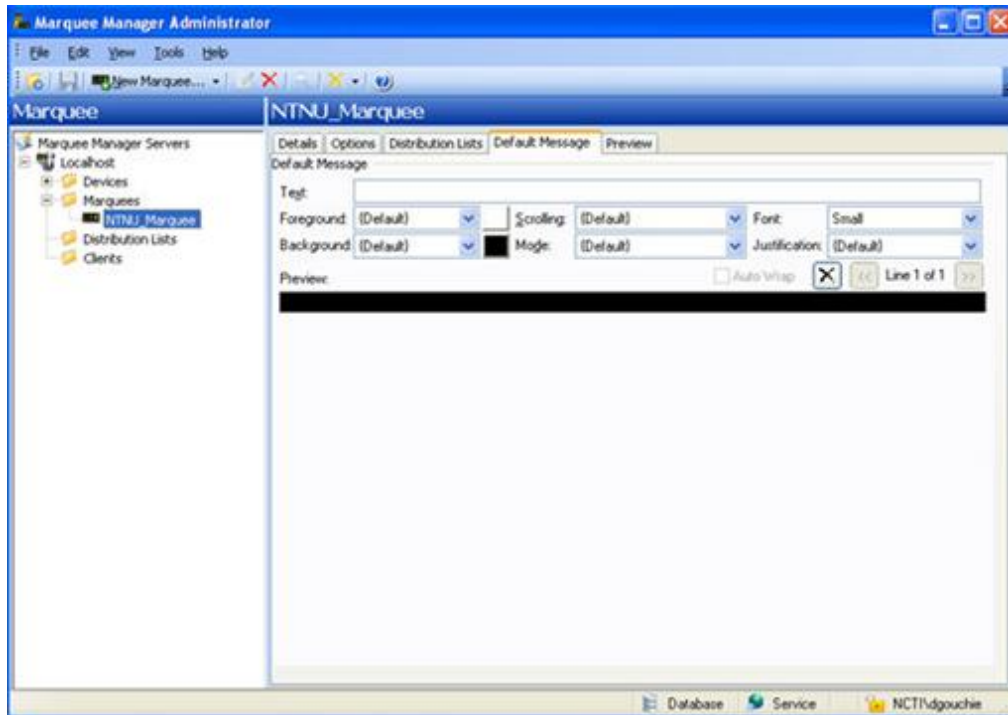 Marquee Manager Administrator
File Edit View Tools Help
New Marquee...
Marquee
NTNU_Marquee
Marquee Manager Servers
Localhost
Devices
Marquees
NTNU_Marquee
Distribution Lists
Clients
Details Options Distribution Lists Default Message Preview
Default Message
Text:
Foreground: (Default) Scrolling: (Default) Font: Small
Background: (Default) Mode: (Default) Justification: (Default)
Preview: Auto Wrap << Line 1 of 1 >>
Database Service NCTI\dgouchie